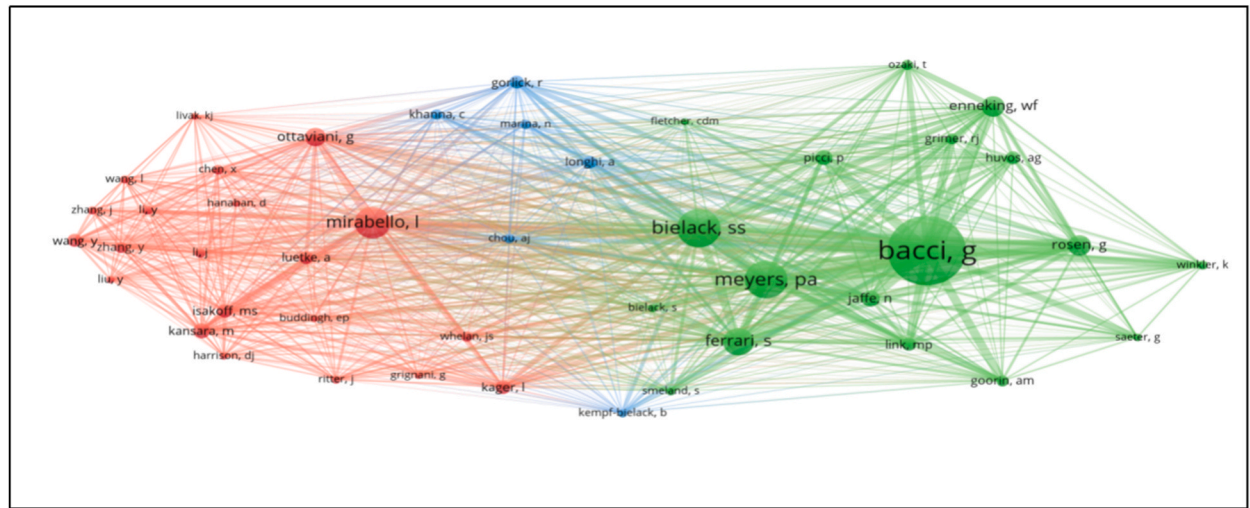 ozaki, t
gorlick, r
enneking, wf
livak, kj
khanna, c
marina, n
fletcher, cdm
ottaviani, g
grimer, rj
chen, x
longhi, a
picci, p
huvos, ag
wang, l
hanahan, d
zhang, j
li, y
mirabello, l
bielack, ss
wang, y
zhang, y
chou, aj
bacci, g
rosen, g
li, j
luetke, a
winkler, k
liu, y
meyers, pa
jaffe, n
isakoff, ms
buddingh, ep
bielack, s
kansara, m
whelan, js
ferrari, s
link, mp
saeter, g
harrison, dj
ritter, j
grignani, g
kager, l
smeland, s
goorin, am
kempf-bielack, b